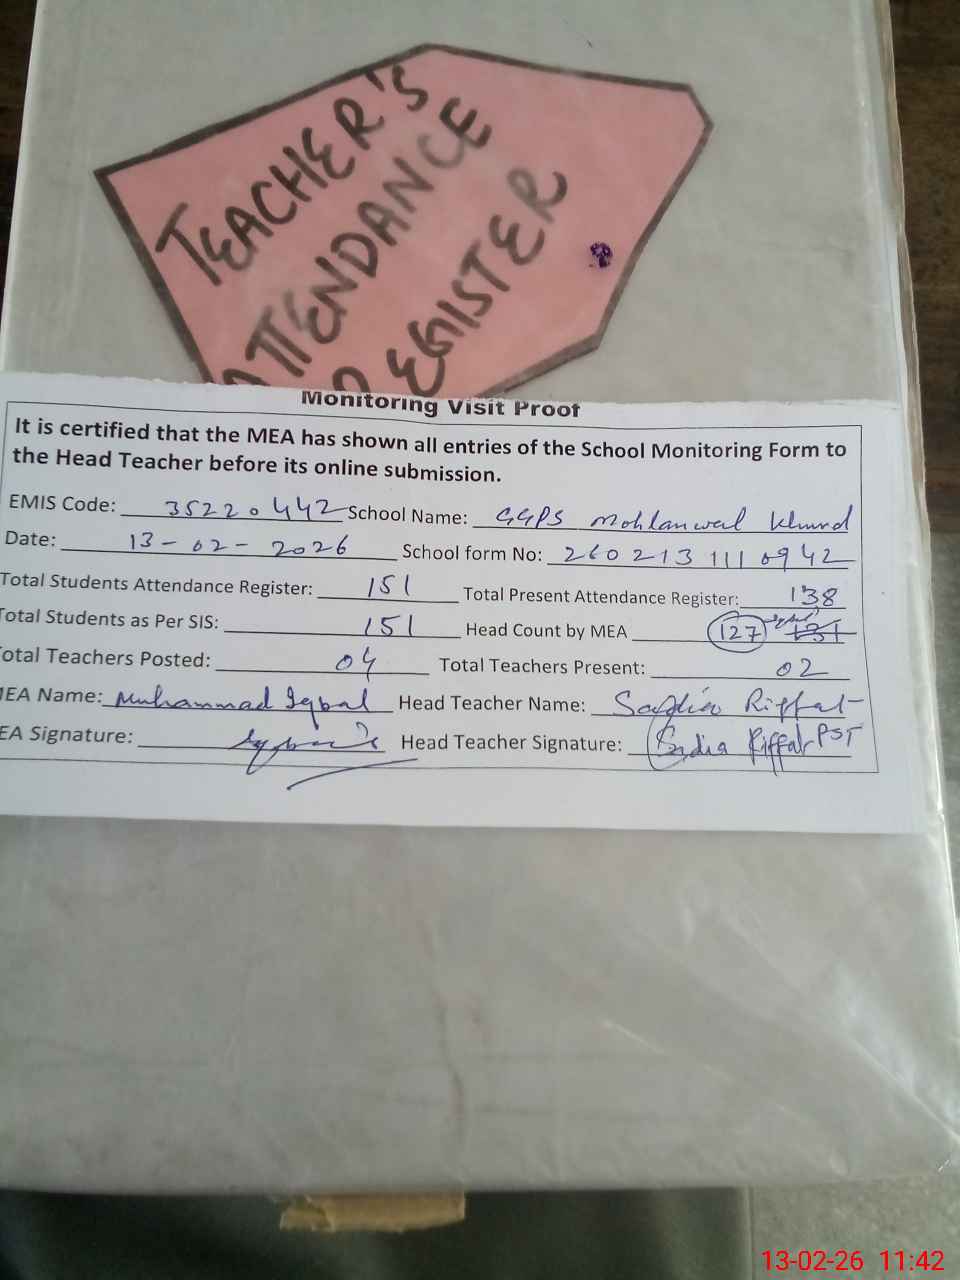 TEACHER'S
ATTENDANCE
REGISTER
Monitoring Visit Proof
It is certified that the MEA has shown all entries of the School Monitoring Form to
the Head Teacher before its online submission.
EMIS Code: 35220442 School Name: GGPS Mohlanwal Khurd
Date: 13-02-2026 School form No: 2602131110942
Total Students Attendance Register: 151 Total Present Attendance Register: 138
Total Students as Per SIS: 151 Head Count by MEA 127 131
Total Teachers Posted: 04 Total Teachers Present: 02
MEA Name: Muhammad Iqbal Head Teacher Name: Sadia Riffat
EA Signature: Head Teacher Signature: Sadia Riffat PST
13-02-26 11:42